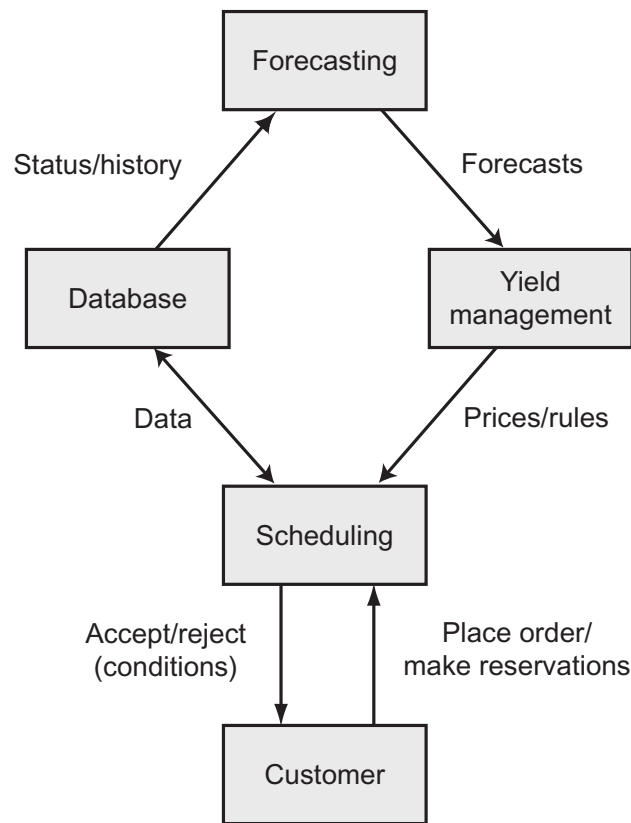 Forecasting
Status/history
Forecasts
Database
Yield
management
Data
Prices/rules
Scheduling
Accept/reject
(conditions)
Place order/
make reservations
Customer